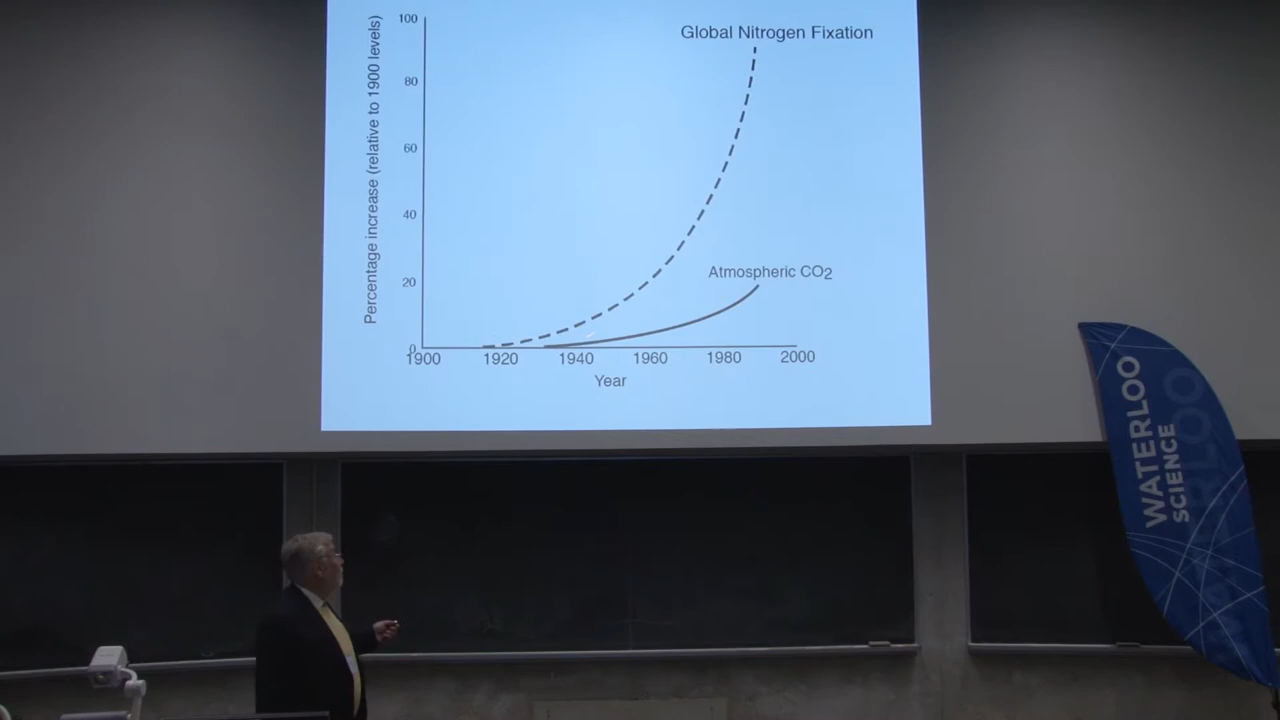 100
Global Nitrogen Fixation
80
60
40
20
0
Percentage increase (relative to 1900 levels)
Atmospheric CO2
1900 1920 1940 1960 1980 2000
Year
WATERLOO
SCIENCE